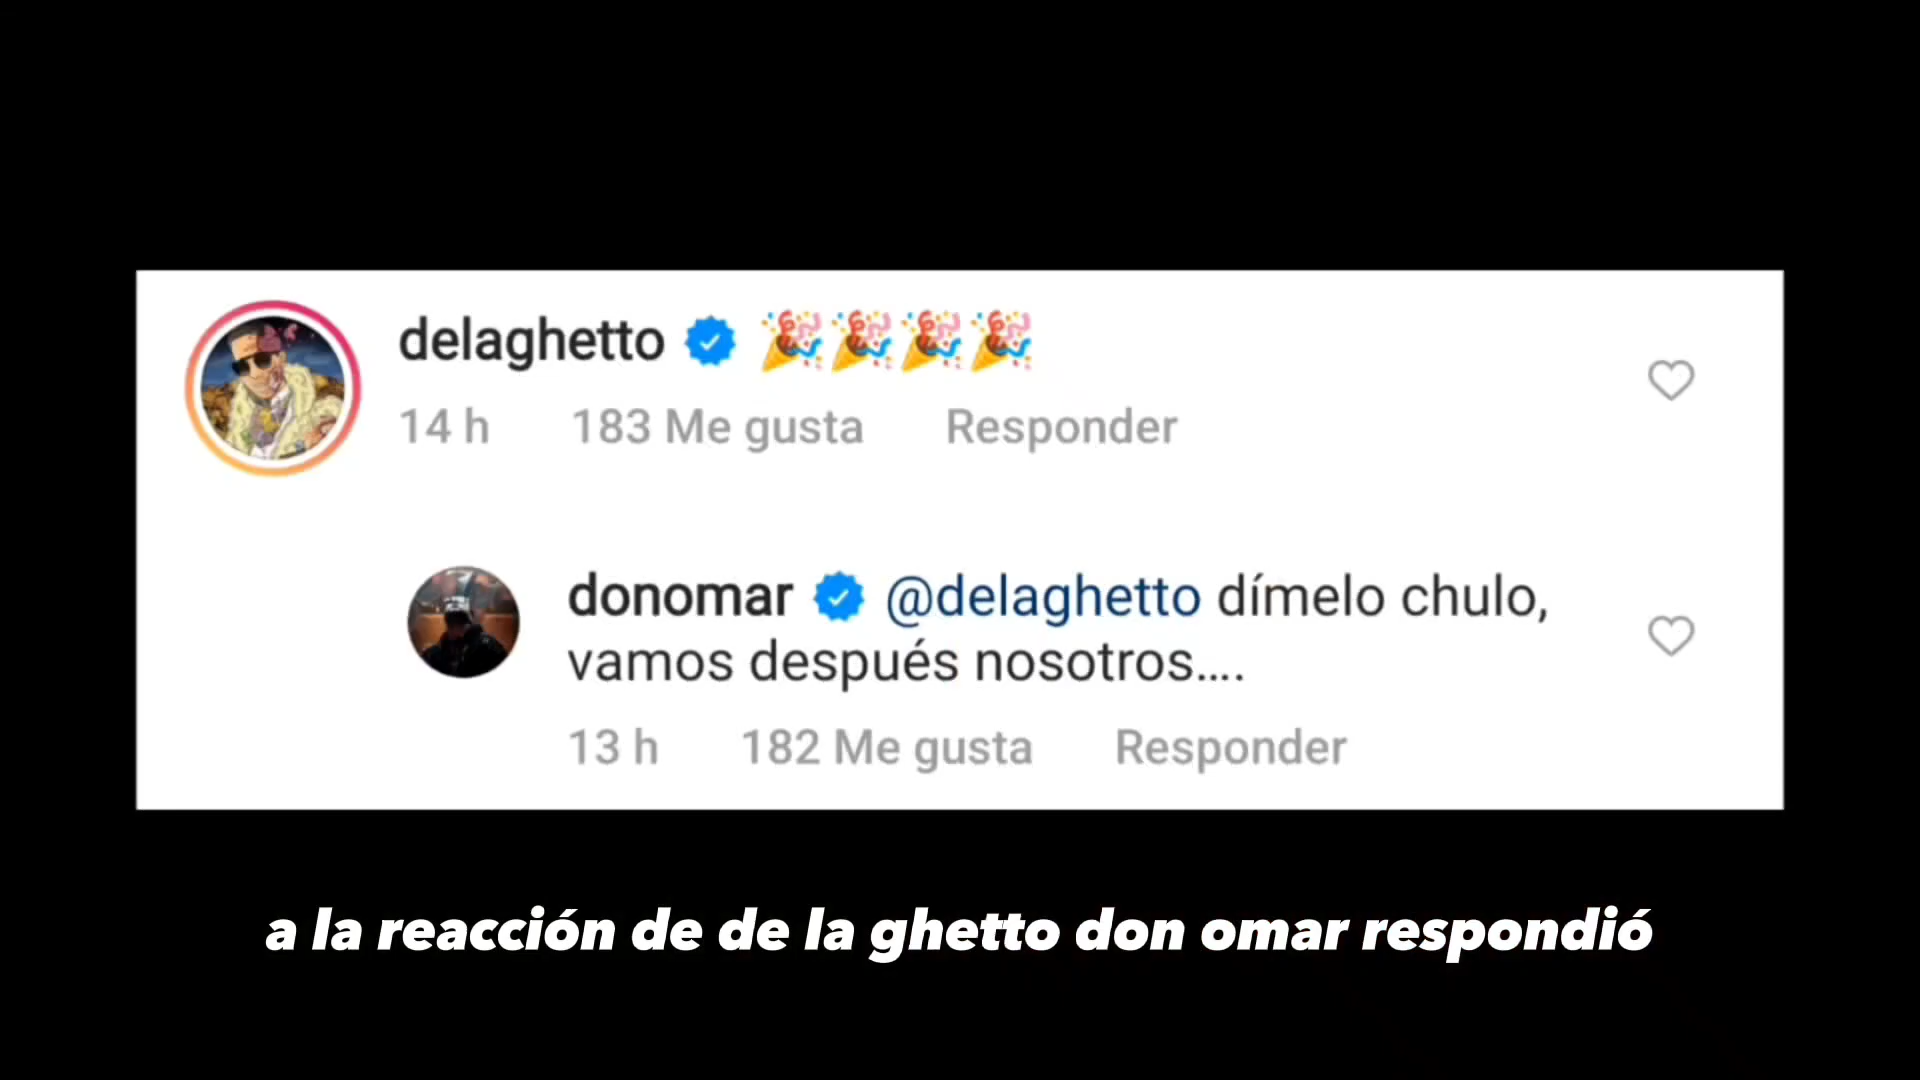 delaghetto 🎉🎉🎉🎉
14 h 183 Me gusta Responder
donomar @delaghetto dímelo chulo,
vamos después nosotros....
13 h 182 Me gusta Responder
a la reacción de de la ghetto don omar respondió